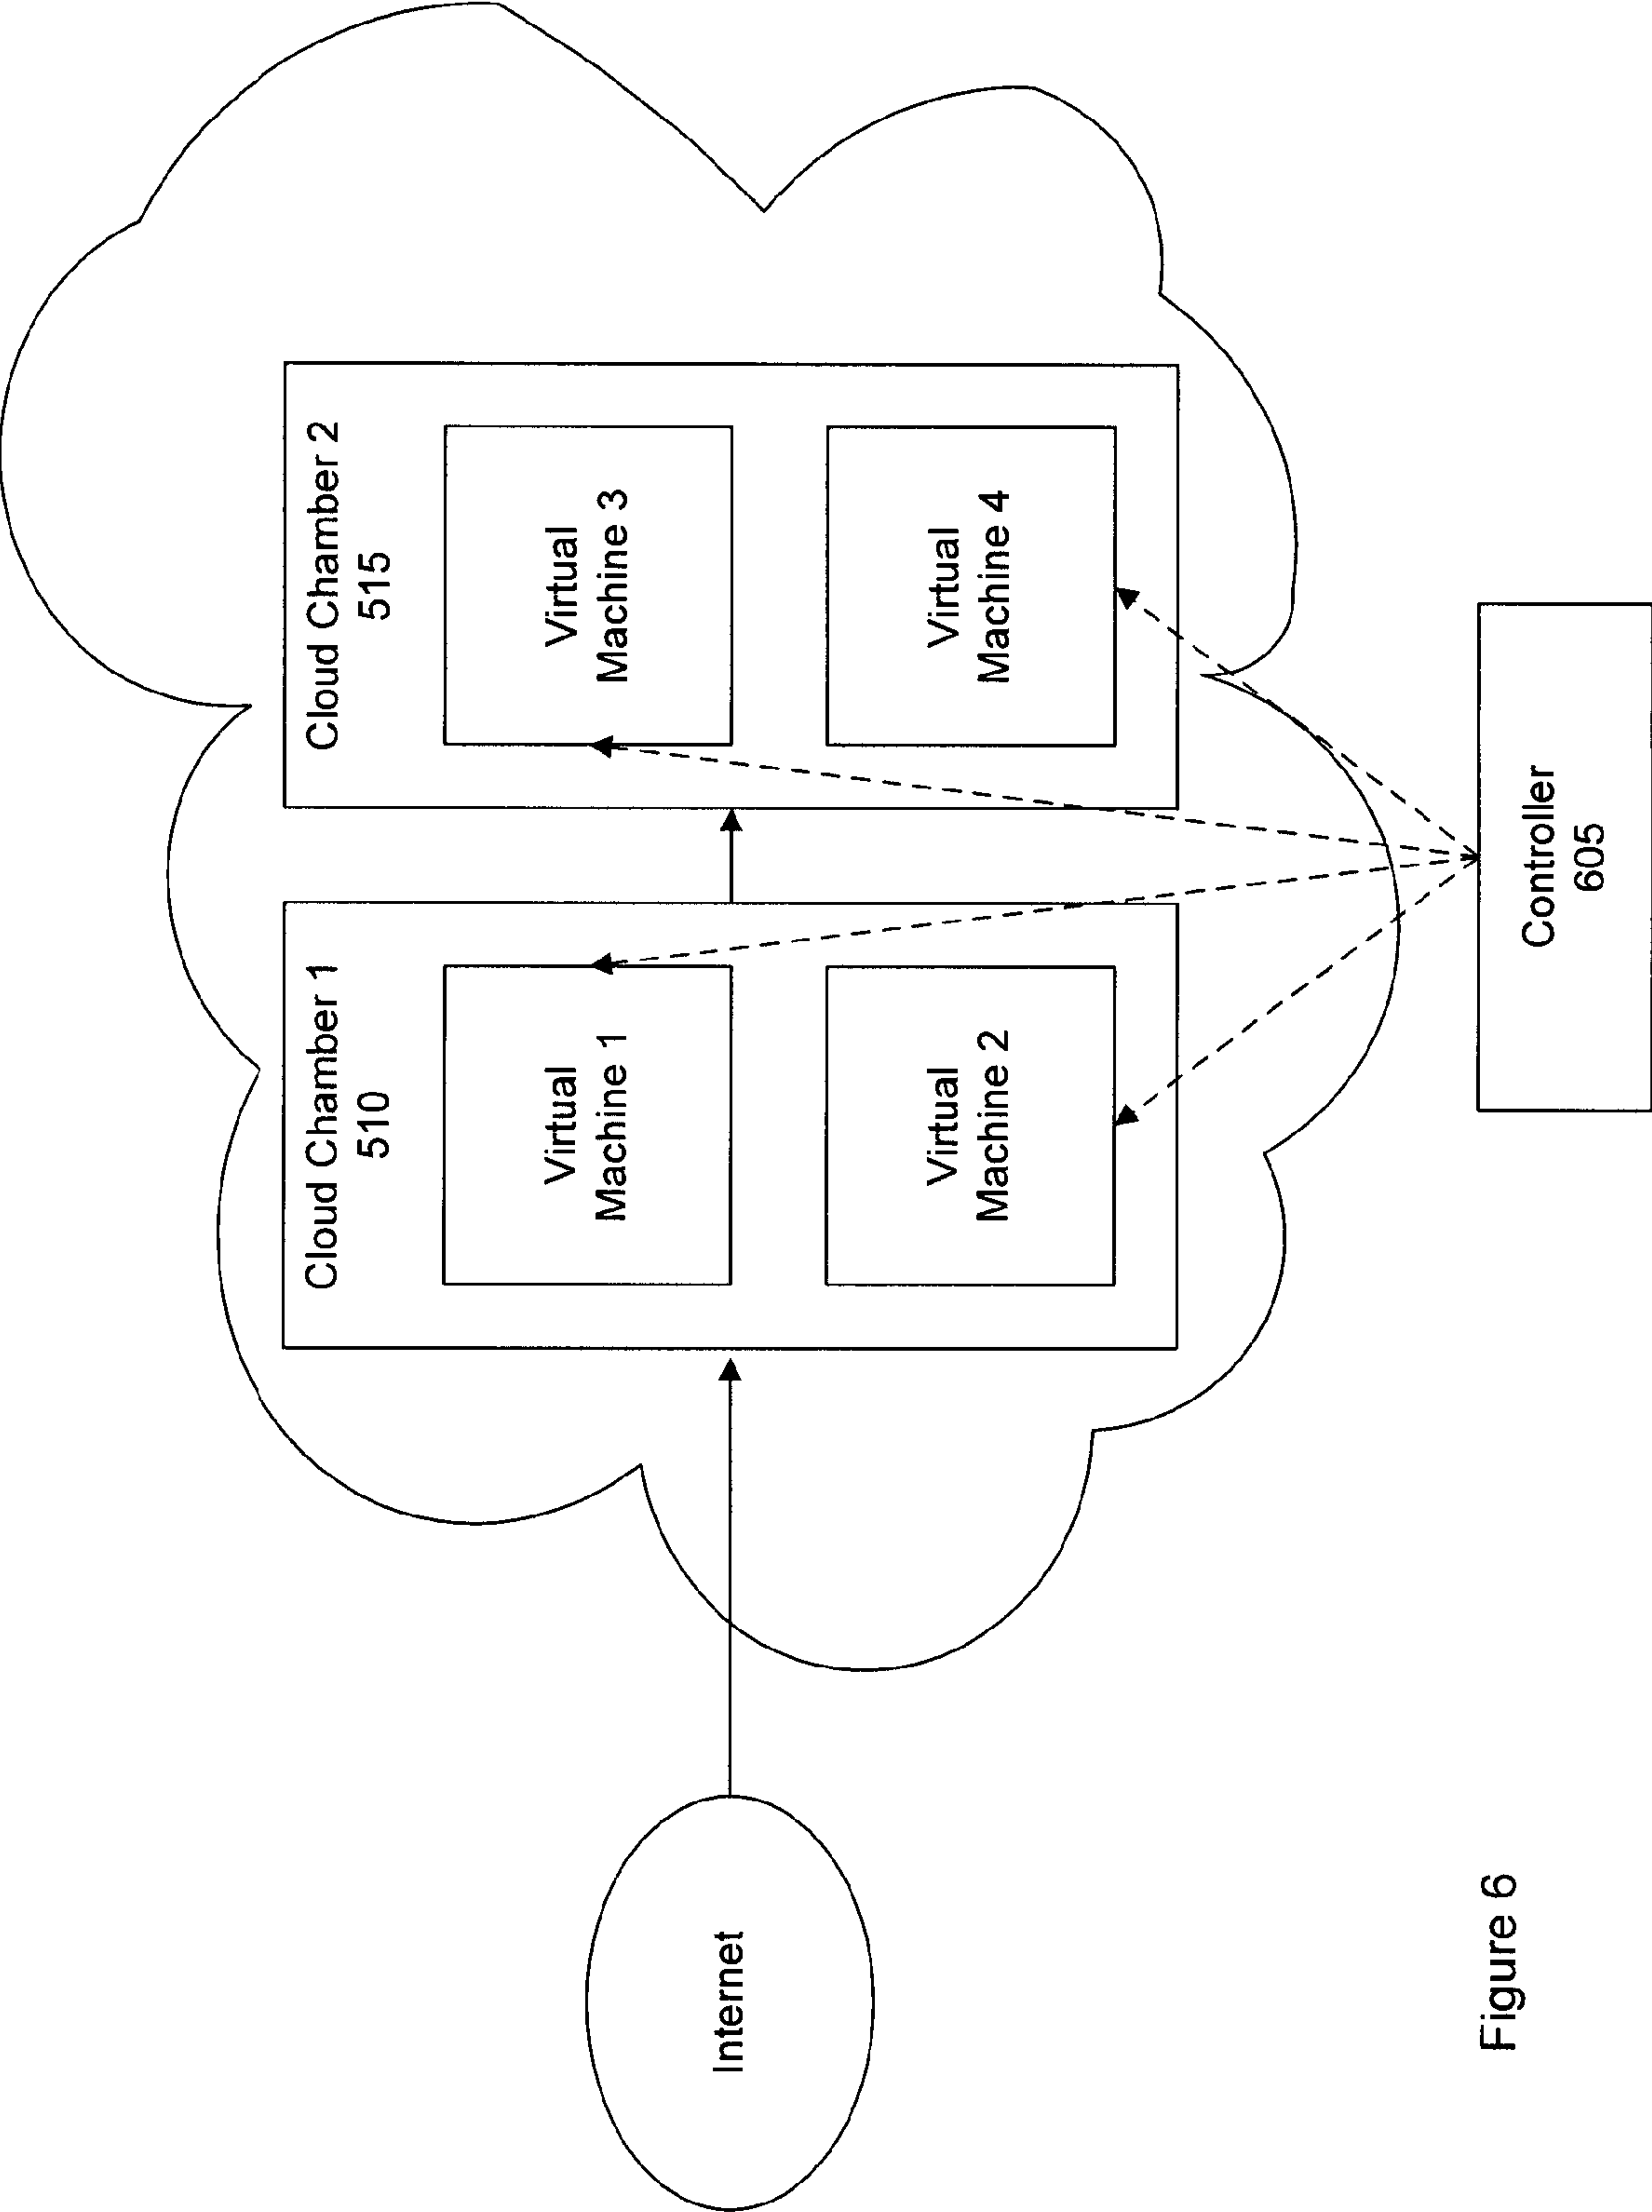 Internet
Cloud Chamber 1
510
Virtual
Machine 1
Virtual
Machine 2
Cloud Chamber 2
515
Virtual
Machine 3
Virtual
Machine 4
Controller
605
Figure 6